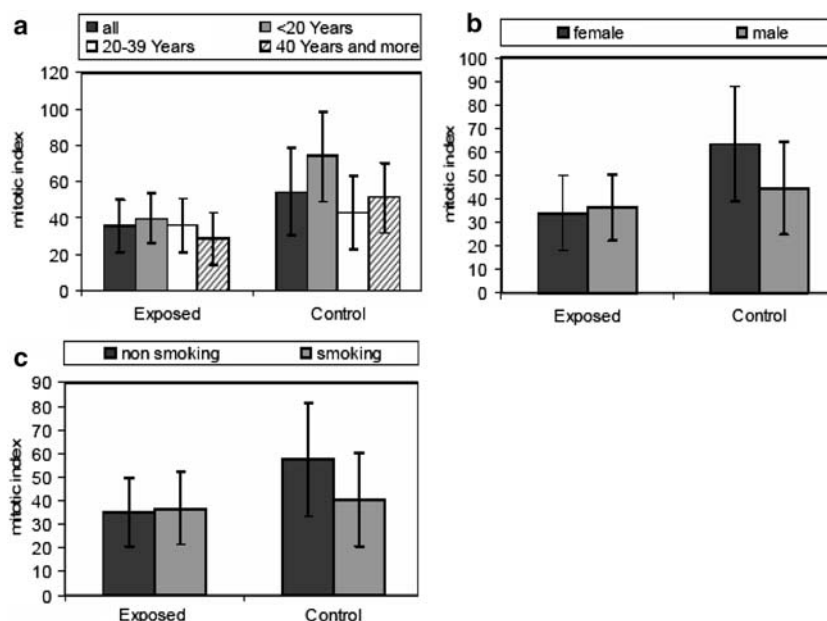 a
all <20 Years
20-39 Years 40 Years and more
120
100
80
60
40
20
0
mitotic index
Exposed Control
b
female male
100
90
80
70
60
50
40
30
20
10
0
mitotic index
Exposed Control
c
non smoking smoking
90
80
70
60
50
40
30
20
10
0
mitotic index
Exposed Control